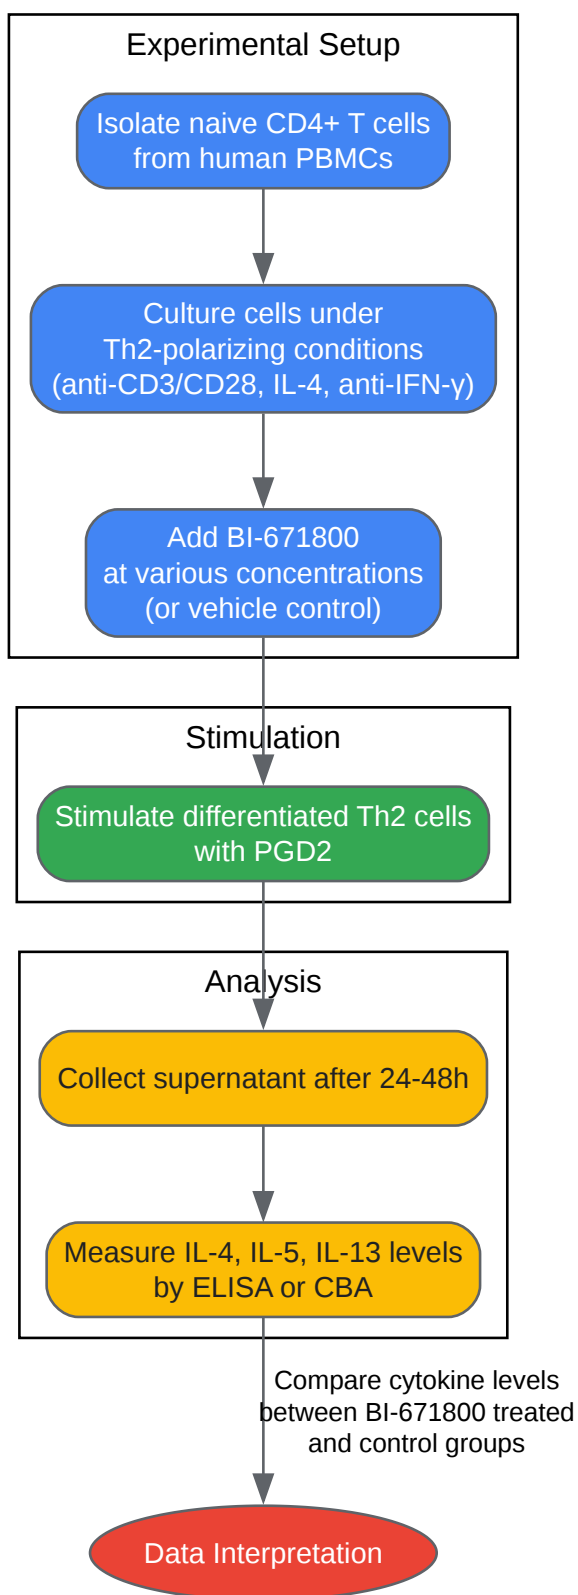 Experimental Setup
Isolate naive CD4+ T cells
from human PBMCs
Culture cells under
Th2-polarizing conditions
(anti-CD3/CD28, IL-4, anti-IFN-γ)
Add BI-671800
at various concentrations
(or vehicle control)
Stimulation
Stimulate differentiated Th2 cells
with PGD2
Analysis
Collect supernatant after 24-48h
Measure IL-4, IL-5, IL-13 levels
by ELISA or CBA
Compare cytokine levels
between BI-671800 treated
and control groups
Data Interpretation